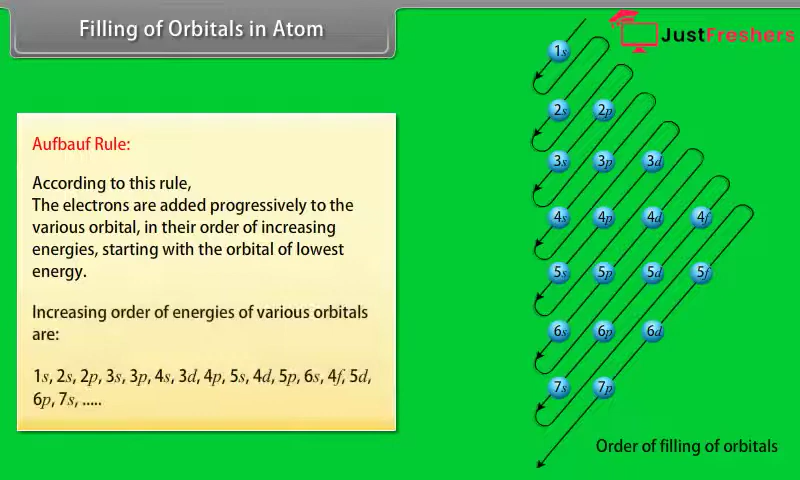 Filling of Orbitals in Atom
JustFreshers
Aufbauf Rule:
According to this rule,
The electrons are added progressively to the
various orbital, in their order of increasing
energies, starting with the orbital of lowest
energy.
Increasing order of energies of various orbitals
are:
1s, 2s, 2p, 3s, 3p, 4s, 3d, 4p, 5s, 4d, 5p, 6s, 4f, 5d,
6p, 7s, .....
1s
2s 2p
3s 3p 3d
4s 4p 4d 4f
5s 5p 5d 5f
6s 6p 6d
7s 7p
Order of filling of orbitals